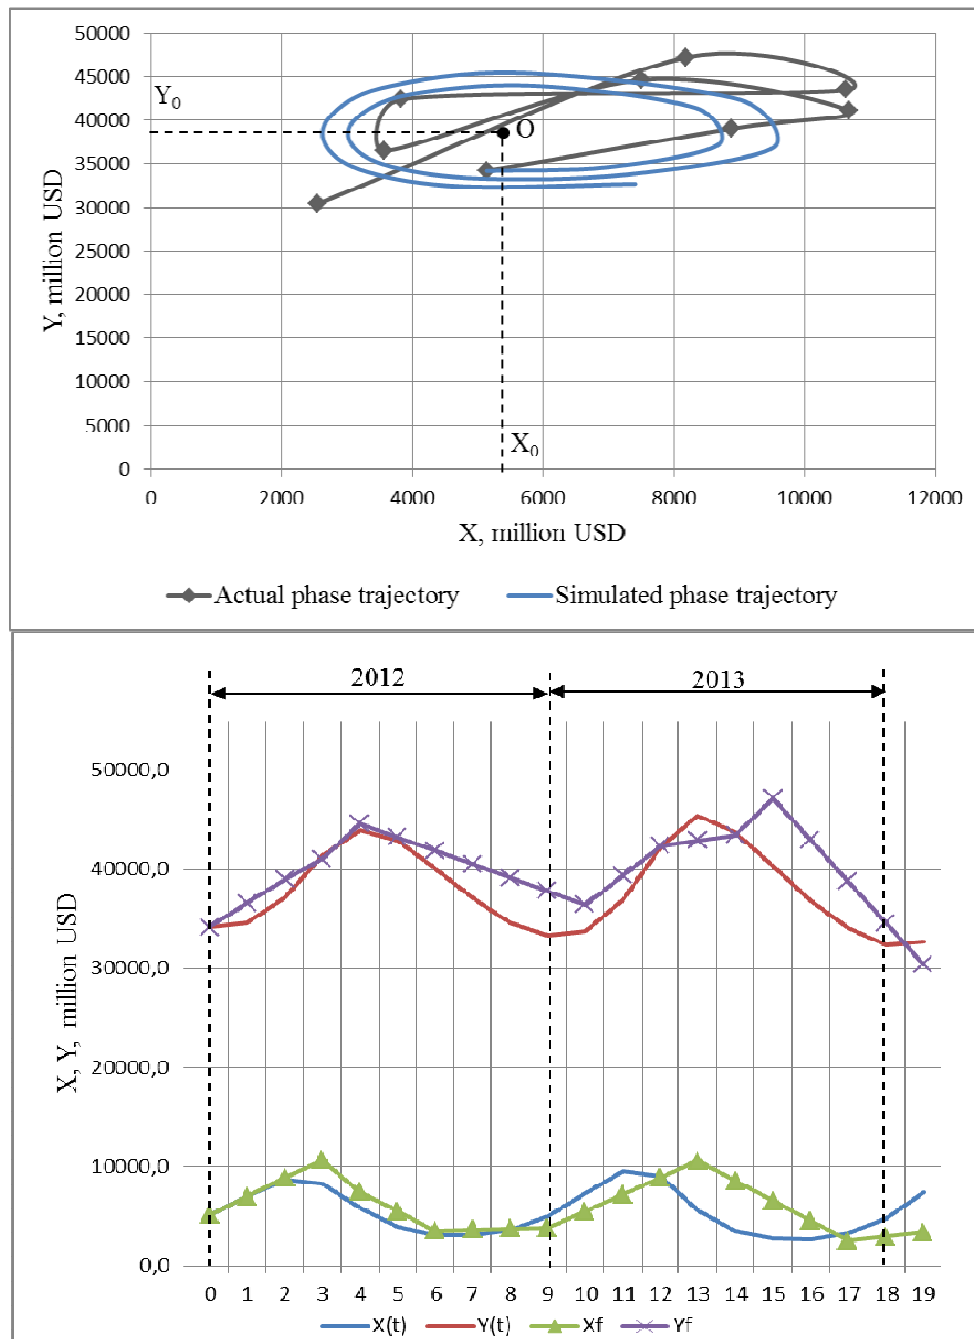 50000
45000
Y0
40000
O
35000
30000
25000
20000
15000
10000
5000
X0
0
Y, million USD
0 2000 4000 6000 8000 10000 12000
X, million USD
Actual phase trajectory Simulated phase trajectory
2012 2013
50000,0
40000,0
30000,0
20000,0
10000,0
0,0
X, Y, million USD
0 1 2 3 4 5 6 7 8 9 10 11 12 13 14 15 16 17 18 19
X(t) Y(t) Xf Yf